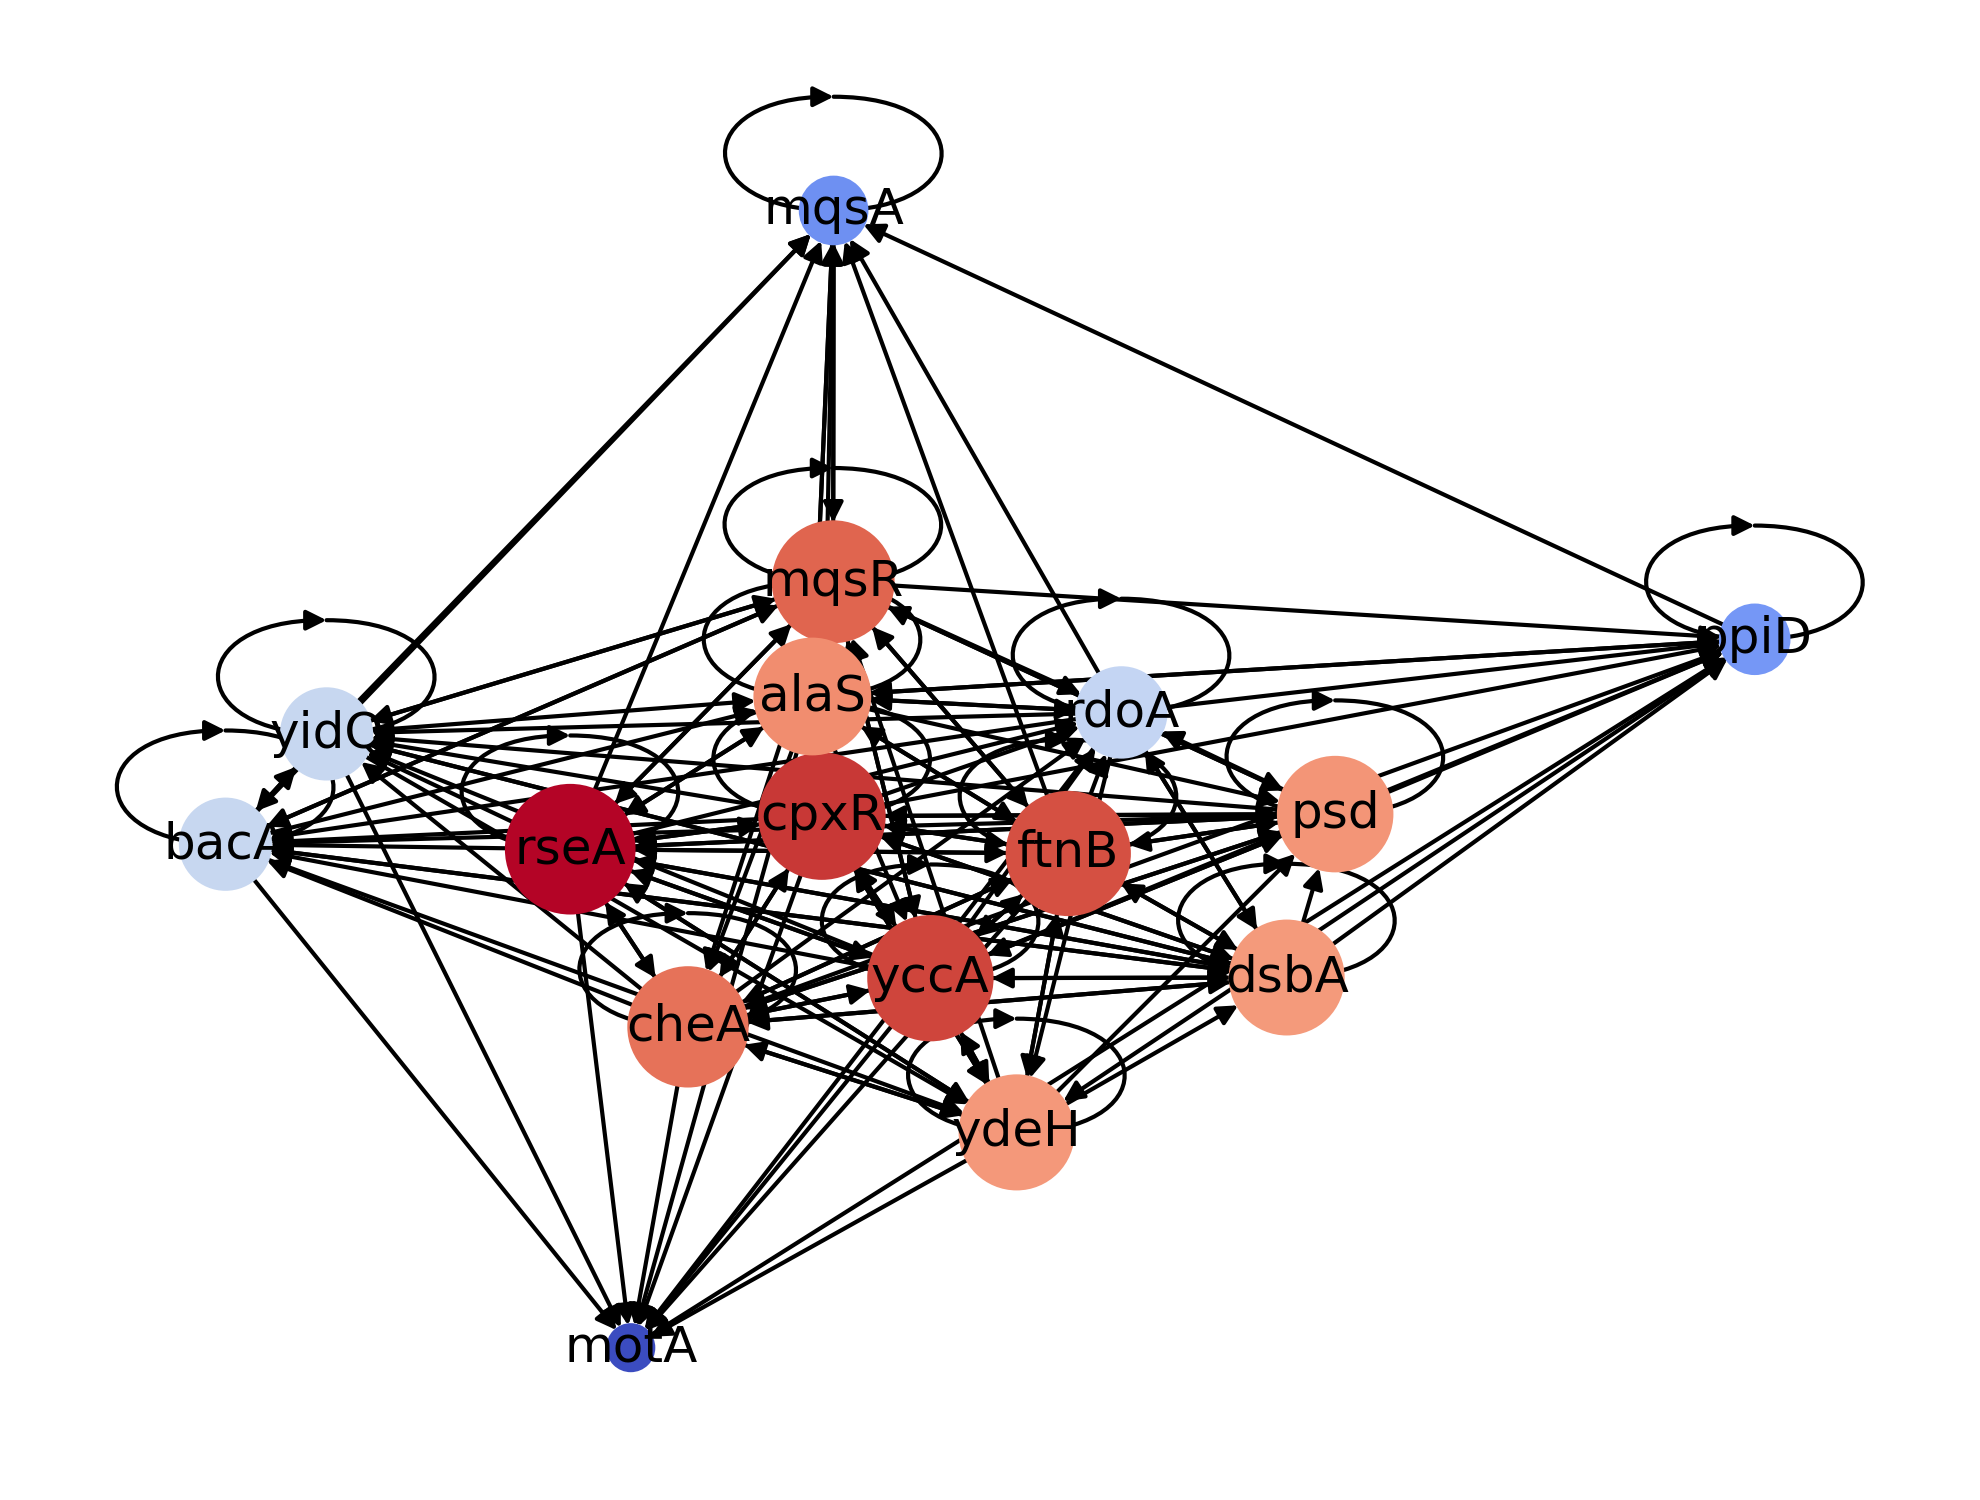 mqsA
mqsR
ppiD
alaS
rdoA
yidC
cpxR
psd
bacA
rseA
ftnB
yccA
dsbA
cheA
ydeH
motA